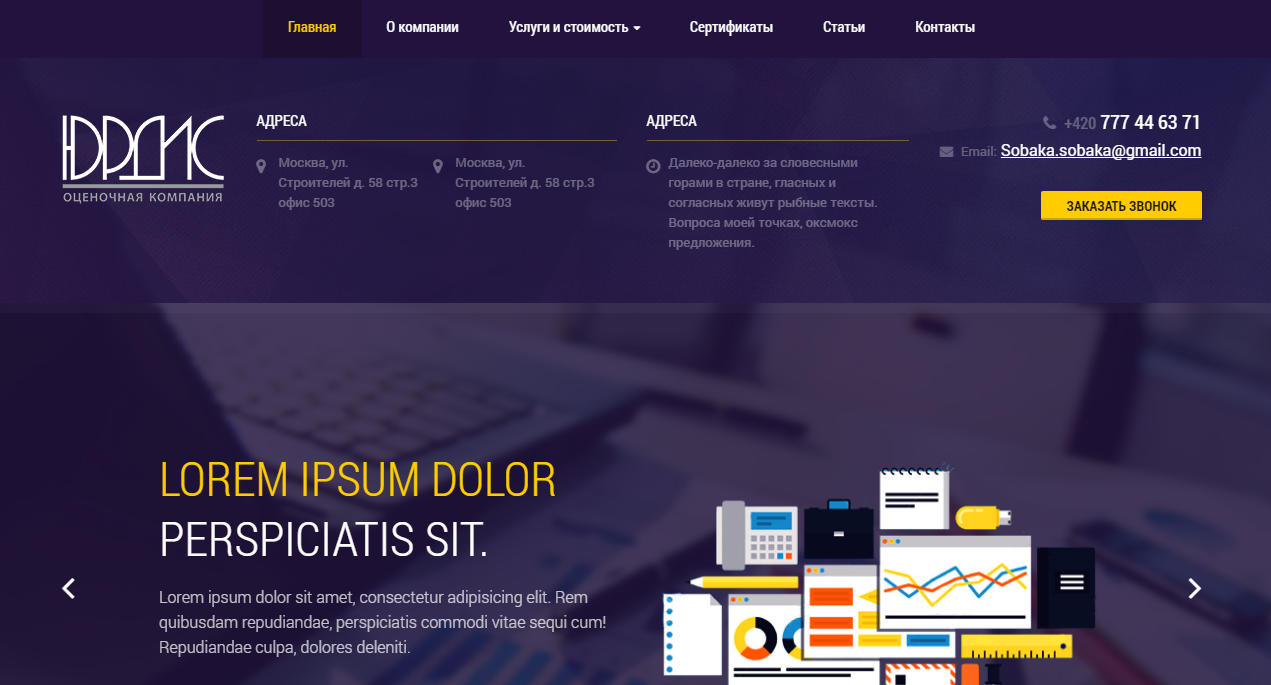 Главная О компании Услуги и стоимость Сертификаты Статьи Контакты
ЮРДИС
ОЦЕНОЧНАЯ КОМПАНИЯ
АДРЕСА
Москва, ул.
Строителей д. 58 стр.3
офис 503
Москва, ул.
Строителей д. 58 стр.3
офис 503
АДРЕСА
Далеко-далеко за словесными
горами в стране, гласных и
согласных живут рыбные тексты.
Вопроса моей точках, оксмокс
предложения.
+420 777 44 63 71
Email: Sobaka.sobaka@gmail.com
ЗАКАЗАТЬ ЗВОНОК
LOREM IPSUM DOLOR
PERSPICIATIS SIT.
Lorem ipsum dolor sit amet, consectetur adipisicing elit. Rem
quibusdam repudiandae, perspiciatis commodi vitae sequi cum!
Repudiandae culpa, dolores deleniti.